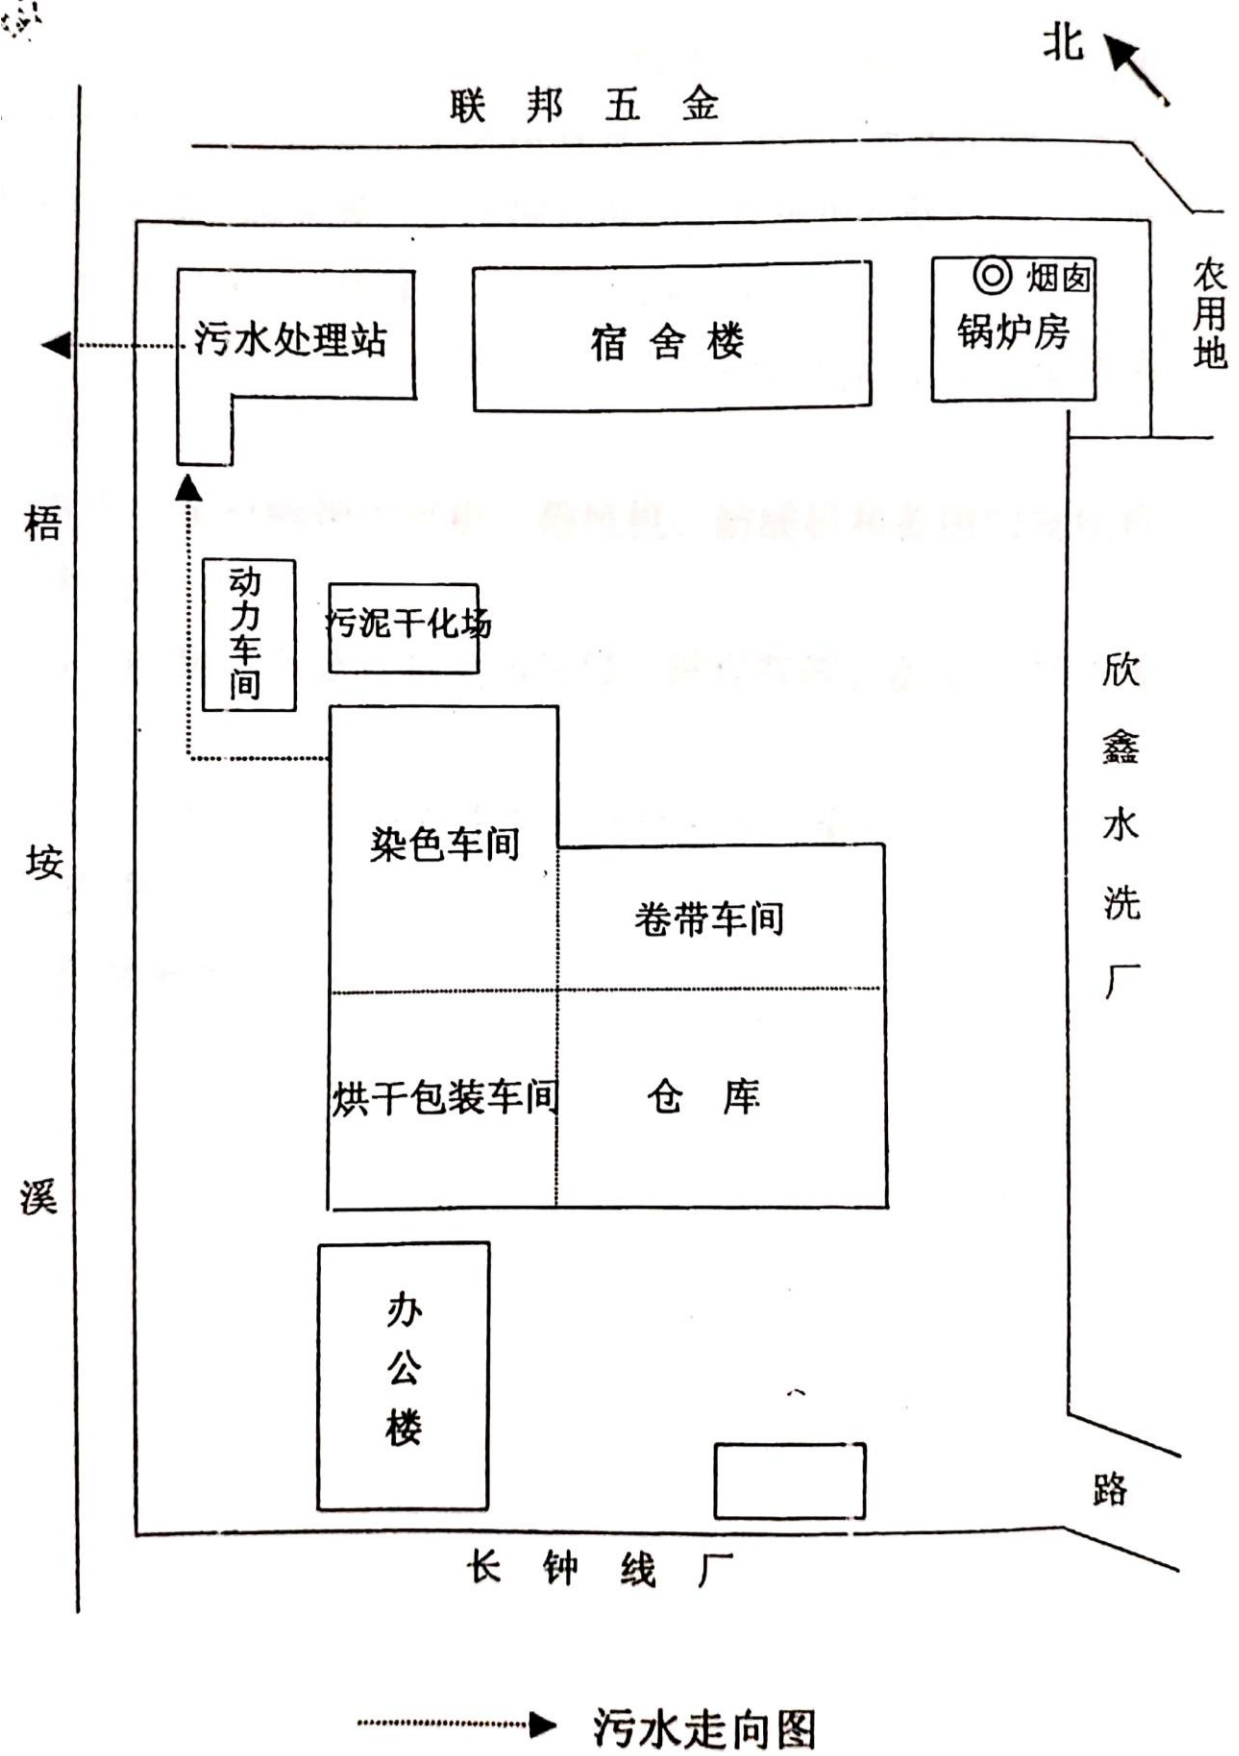 北
联邦五金
烟囱
污水处理站
宿舍楼
锅炉房
农用地
梧垵溪
动力车间
污泥干化场
欣鑫水洗厂
染色车间
卷带车间
烘干包装车间
仓库
办公楼
路
长钟线厂
污水走向图